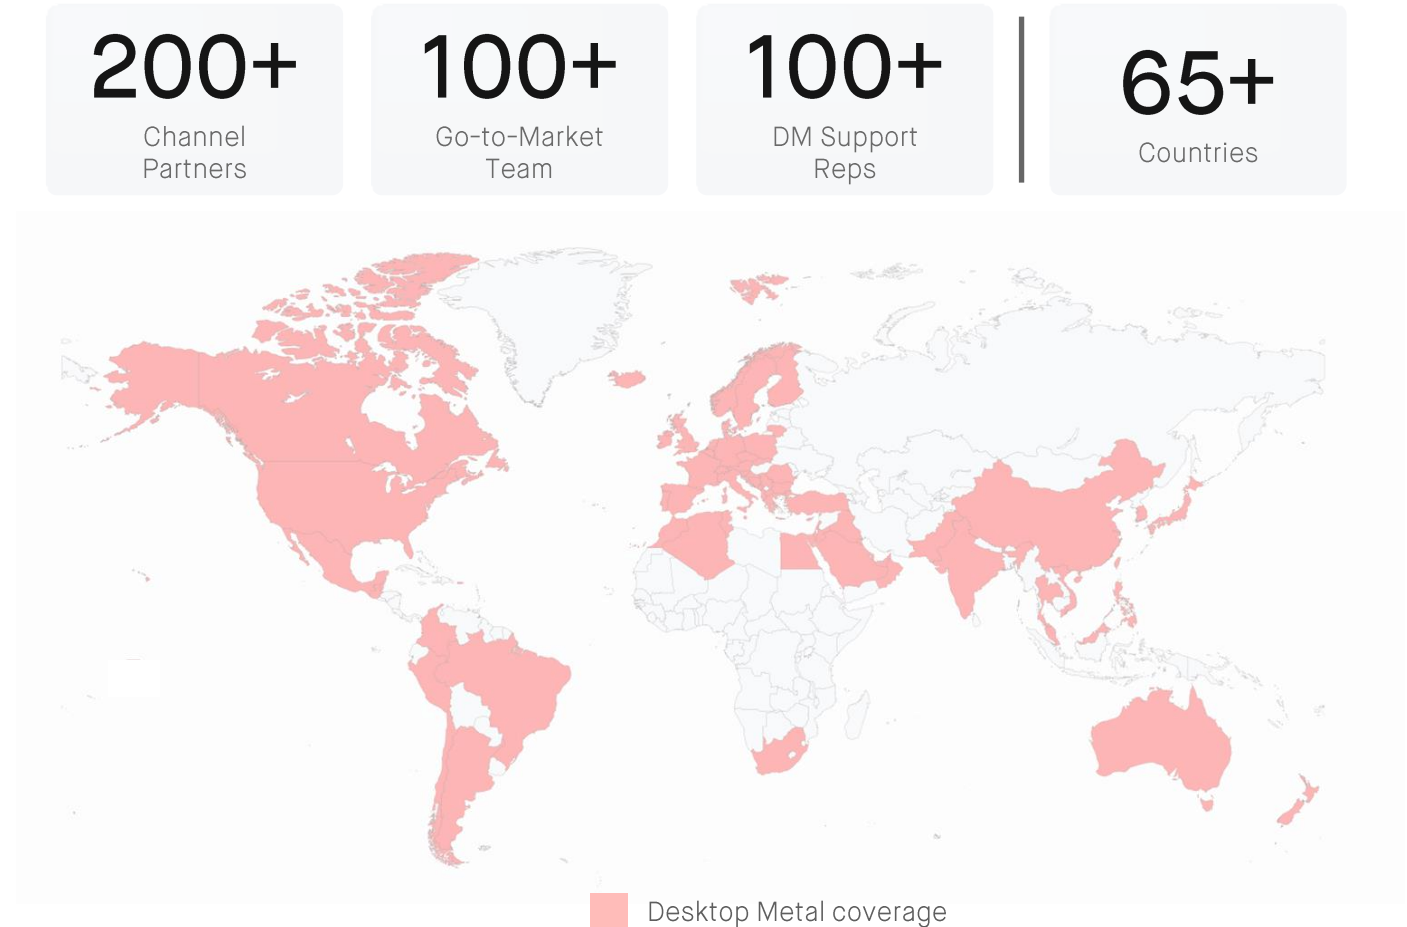 200+
Channel
Partners
100+
Go-to-Market
Team
100+
DM Support
Reps
65+
Countries
Desktop Metal coverage